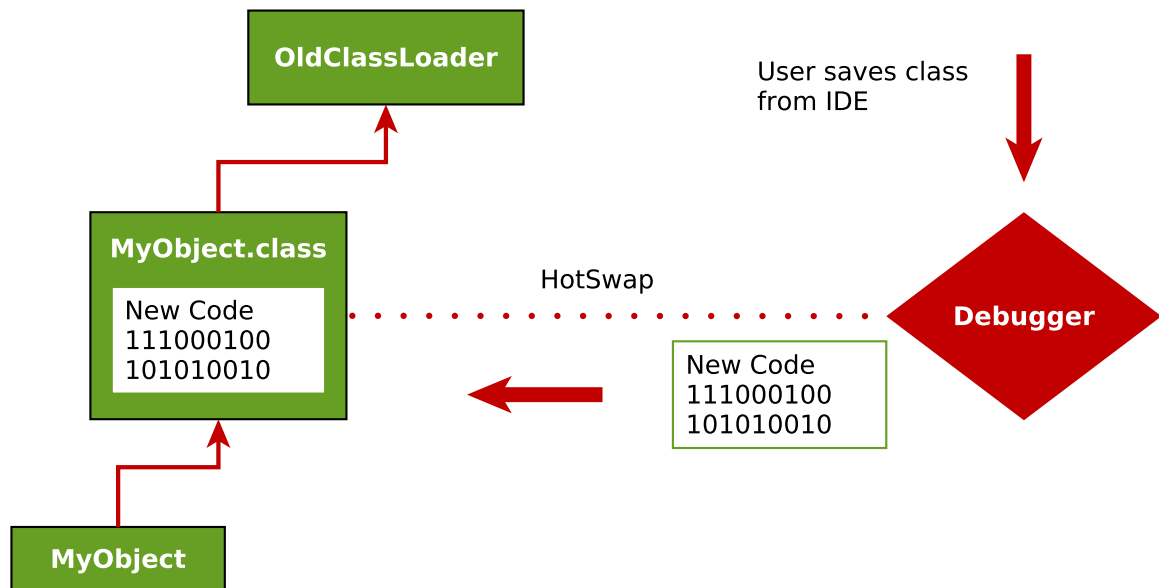 OldClassLoader
User saves class
from IDE
MyObject.class
New Code
111000100
101010010
HotSwap
Debugger
New Code
111000100
101010010
MyObject